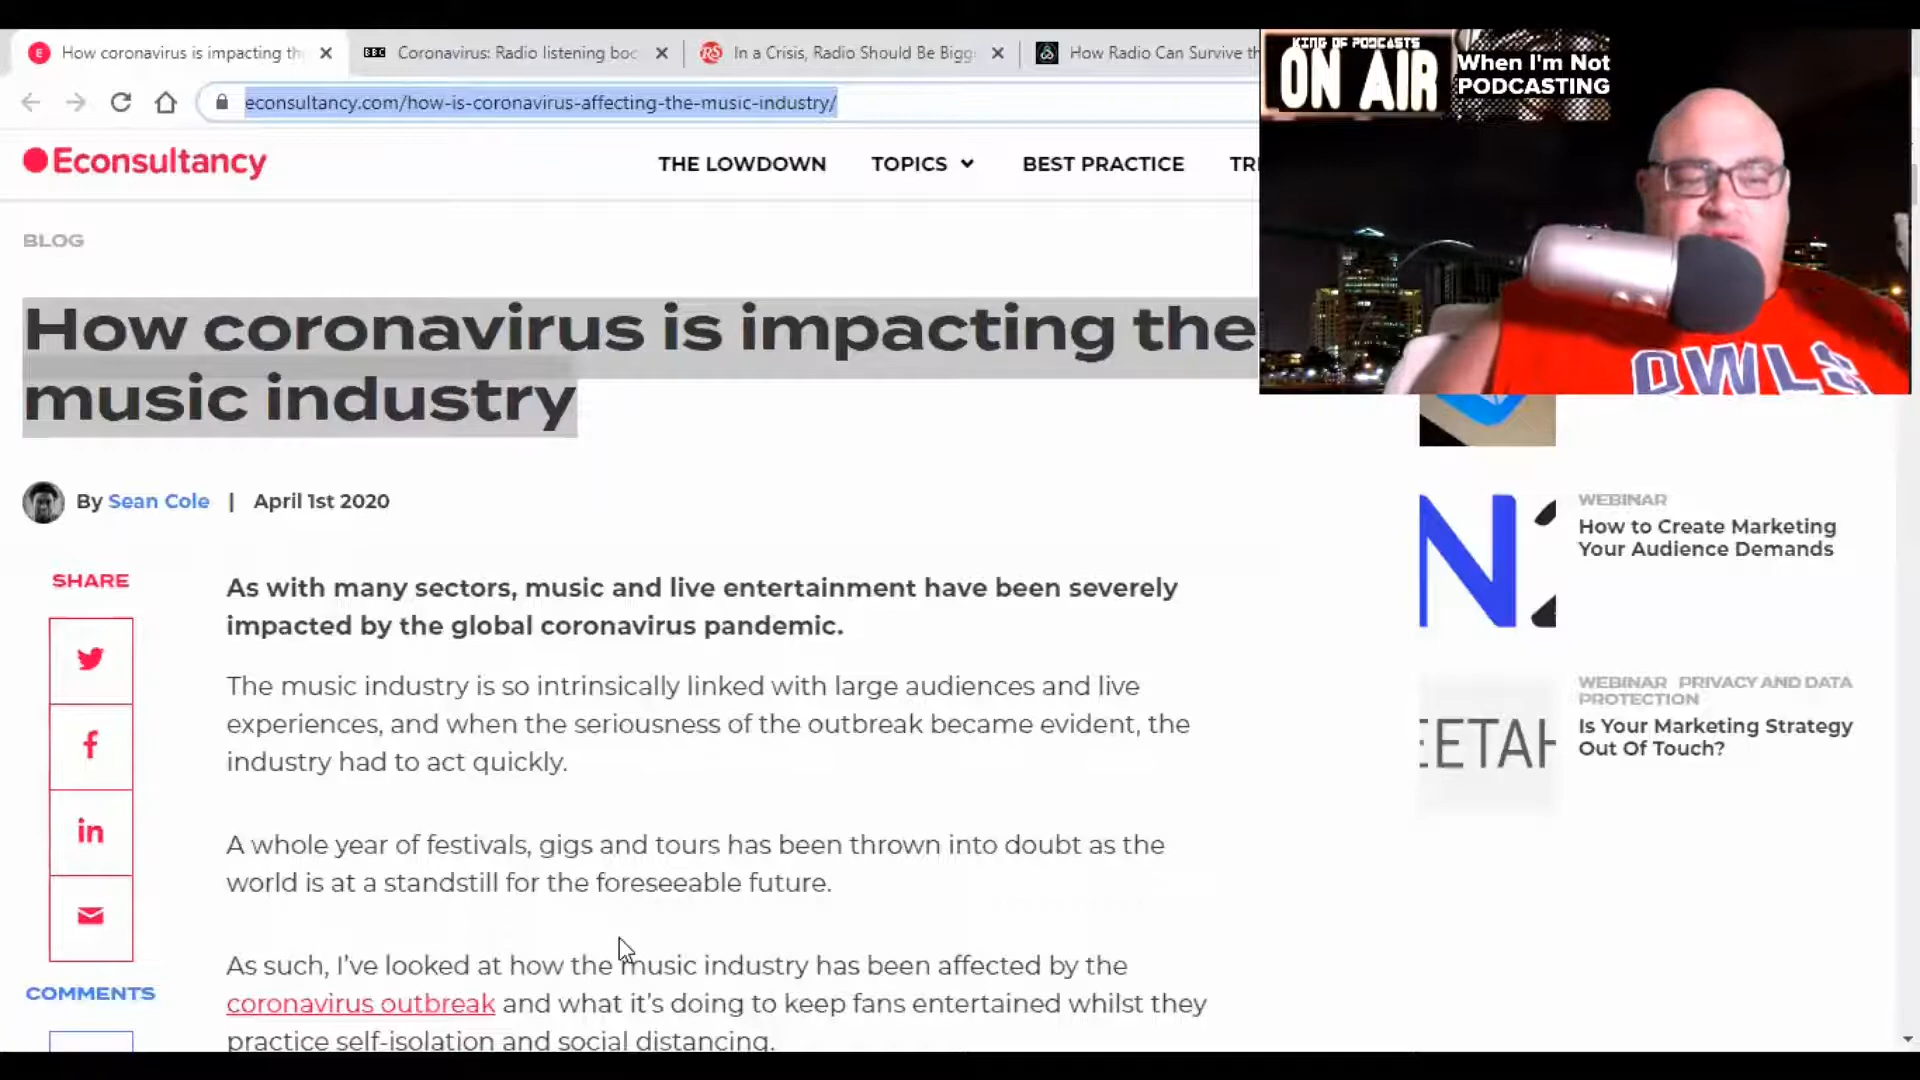 How coronavirus is impacting th
Coronavirus: Radio listening boo
In a Crisis, Radio Should Be Bigg
How Radio Can Survive th
KING OF PODCASTS
ON AIR
When I'm Not
PODCASTING
econsultancy.com/how-is-coronavirus-affecting-the-music-industry/
Econsultancy
THE LOWDOWN
TOPICS
BEST PRACTICE
TR
OWLS
BLOG
How coronavirus is impacting the
music industry
By Sean Cole | April 1st 2020
SHARE
As with many sectors, music and live entertainment have been severely
impacted by the global coronavirus pandemic.
The music industry is so intrinsically linked with large audiences and live
experiences, and when the seriousness of the outbreak became evident, the
industry had to act quickly.
A whole year of festivals, gigs and tours has been thrown into doubt as the
world is at a standstill for the foreseeable future.
As such, I've looked at how the music industry has been affected by the
coronavirus outbreak and what it's doing to keep fans entertained whilst they
practice self-isolation and social distancing.
COMMENTS
WEBINAR
How to Create Marketing
Your Audience Demands
N
WEBINAR PRIVACY AND DATA
PROTECTION
Is Your Marketing Strategy
Out Of Touch?
EETAH